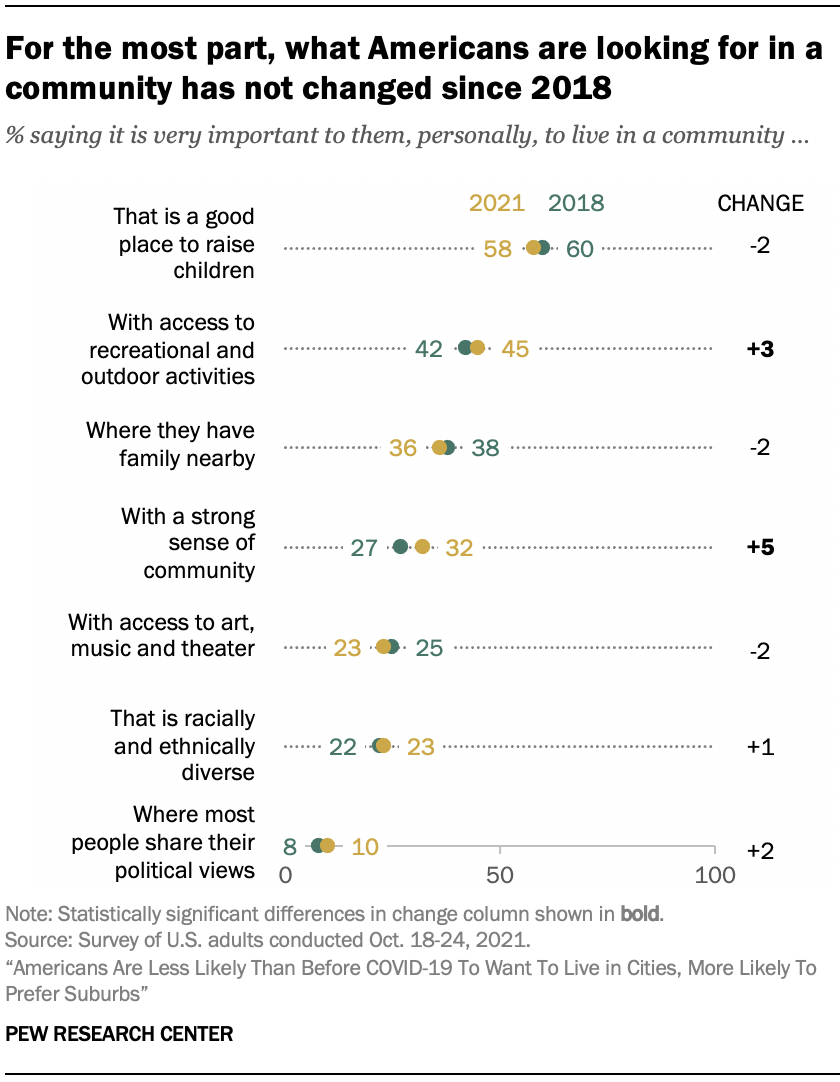 For the most part, what Americans are looking for in a
community has not changed since 2018
% saying it is very important to them, personally, to live in a community ...
2021 2018 CHANGE
That is a good
place to raise
children
58 60 -2
With access to
recreational and
outdoor activities
42 45 +3
Where they have
family nearby
36 38 -2
With a strong
sense of
community
27 32 +5
With access to art,
music and theater
23 25 -2
That is racially
and ethnically
diverse
22 23 +1
Where most
people share their
political views
8 10 +2
0 50 100
Note: Statistically significant differences in change column shown in bold.
Source: Survey of U.S. adults conducted Oct. 18-24, 2021.
“Americans Are Less Likely Than Before COVID-19 To Want To Live in Cities, More Likely To
Prefer Suburbs”
PEW RESEARCH CENTER